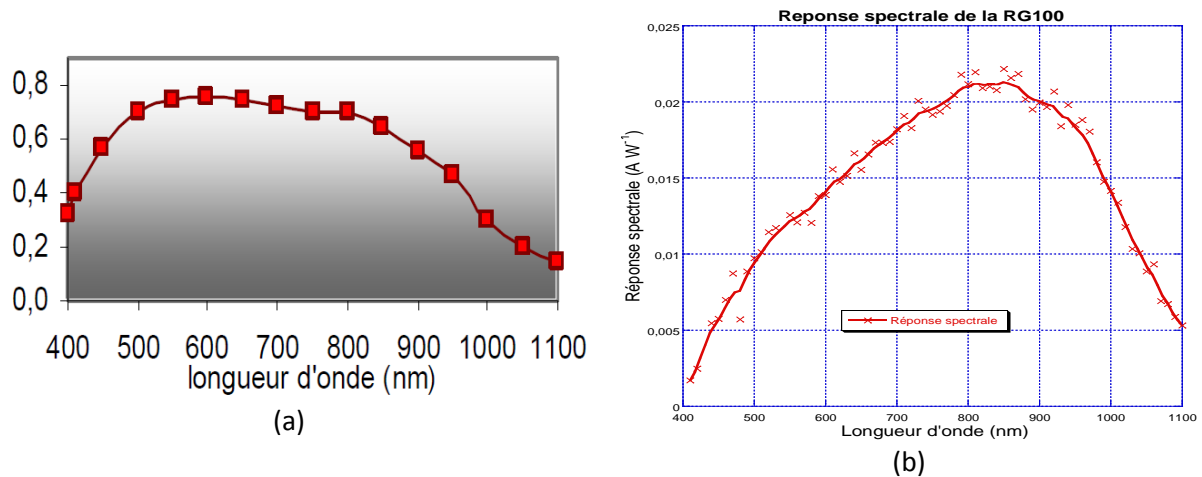 0,8
0,6
0,4
0,2
0,0
400 500 600 700 800 900 1000 1100
longueur d'onde (nm)
(a)
Reponse spectrale de la RG100
0,025
0,02
0,015
0,01
0,005
0
Réponse spectrale (A W⁻¹)
Réponse spectrale
400 500 600 700 800 900 1000 1100
Longueur d'onde (nm)
(b)